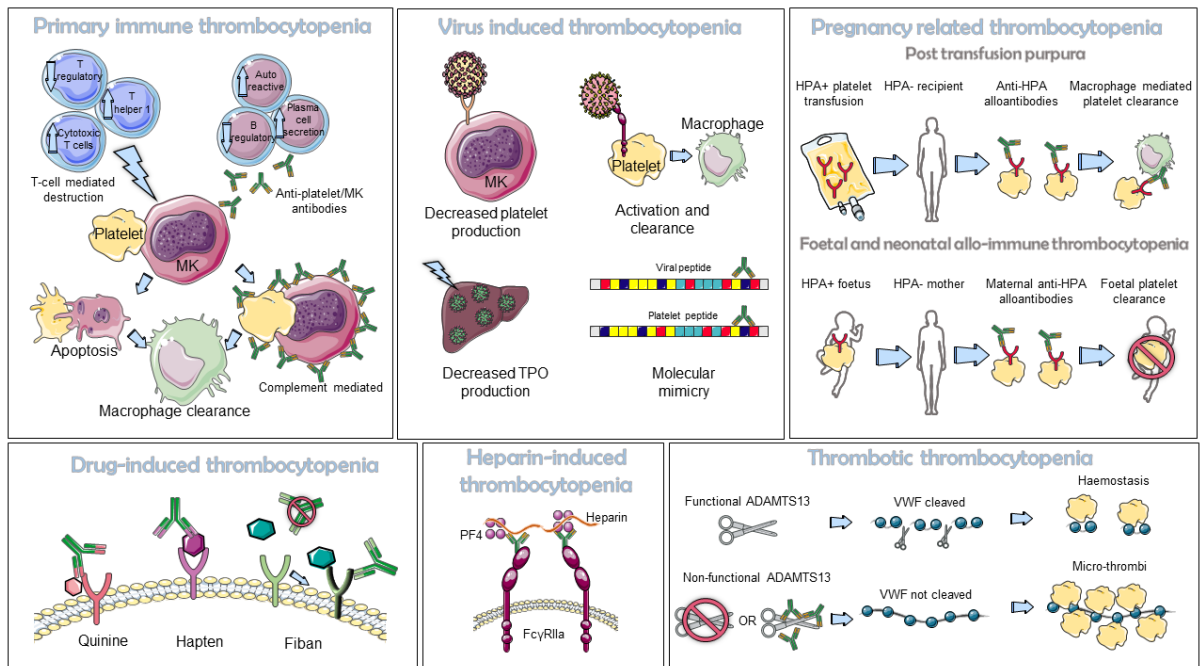 Primary immune thrombocytopenia
T
regulatory
T
helper 1
Cytotoxic
T cells
Auto
reactive
Plasma
cell
secretion
B
regulatory
T-cell mediated
destruction
Anti-platelet/MK
antibodies
Platelet
MK
Apoptosis
Complement mediated
Macrophage clearance
Virus induced thrombocytopenia
MK
Decreased platelet
production
Platelet
Macrophage
Activation and
clearance
Decreased TPO
production
Viral peptide
Platelet peptide
Molecular
mimicry
Pregnancy related thrombocytopenia
Post transfusion purpura
HPA+ platelet
transfusion
HPA- recipient
Anti-HPA
alloantibodies
Macrophage mediated
platelet clearance
Foetal and neonatal allo-immune thrombocytopenia
HPA+ foetus
HPA- mother
Maternal anti-HPA
alloantibodies
Foetal platelet
clearance
Drug-induced thrombocytopenia
Quinine
Hapten
Fiban
Heparin-induced
thrombocytopenia
PF4
Heparin
FcγRIIa
Thrombotic thrombocytopenia
Functional ADAMTS13
VWF cleaved
Haemostasis
Non-functional ADAMTS13
OR
VWF not cleaved
Micro-thrombi